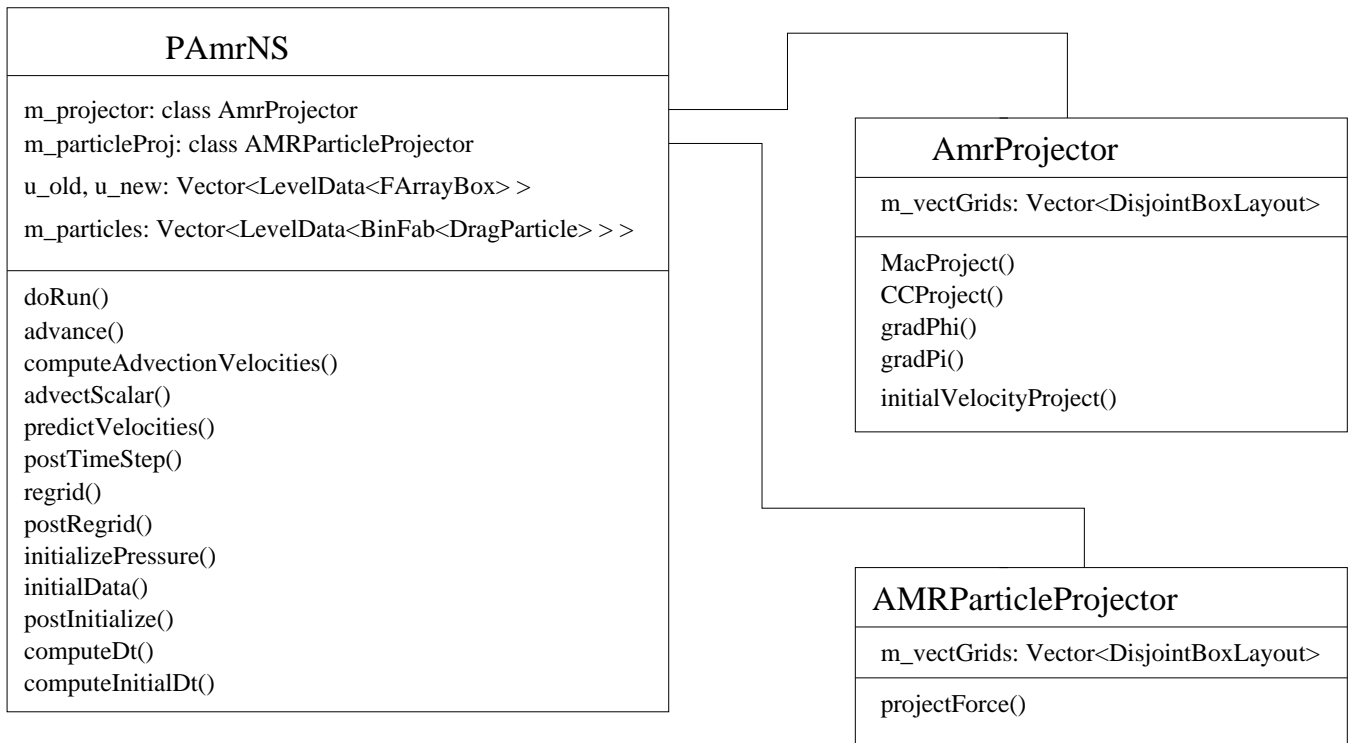 PAmrNS
m_projector: class AmrProjector
m_particleProj: class AMRParticleProjector
u_old, u_new: Vector<LevelData<FArrayBox> >
m_particles: Vector<LevelData<BinFab<DragParticle> > >
doRun()
advance()
computeAdvectionVelocities()
advectScalar()
predictVelocities()
postTimeStep()
regrid()
postRegrid()
initializePressure()
initialData()
postInitialize()
computeDt()
computeInitialDt()
AmrProjector
m_vectGrids: Vector<DisjointBoxLayout>
MacProject()
CCProject()
gradPhi()
gradPi()
initialVelocityProject()
AMRParticleProjector
m_vectGrids: Vector<DisjointBoxLayout>
projectForce()